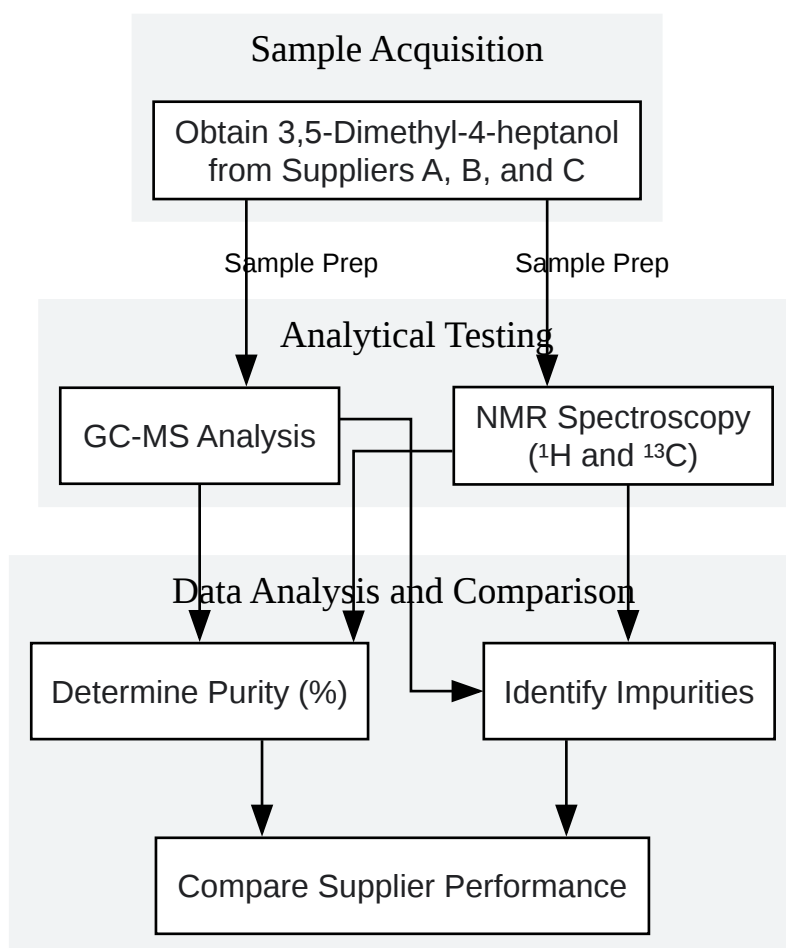 Sample Acquisition
Obtain 3,5-Dimethyl-4-heptanol
from Suppliers A, B, and C
Sample Prep
Sample Prep
Analytical Testing
GC-MS Analysis
NMR Spectroscopy
(¹H and ¹³C)
Data Analysis and Comparison
Determine Purity (%)
Identify Impurities
Compare Supplier Performance